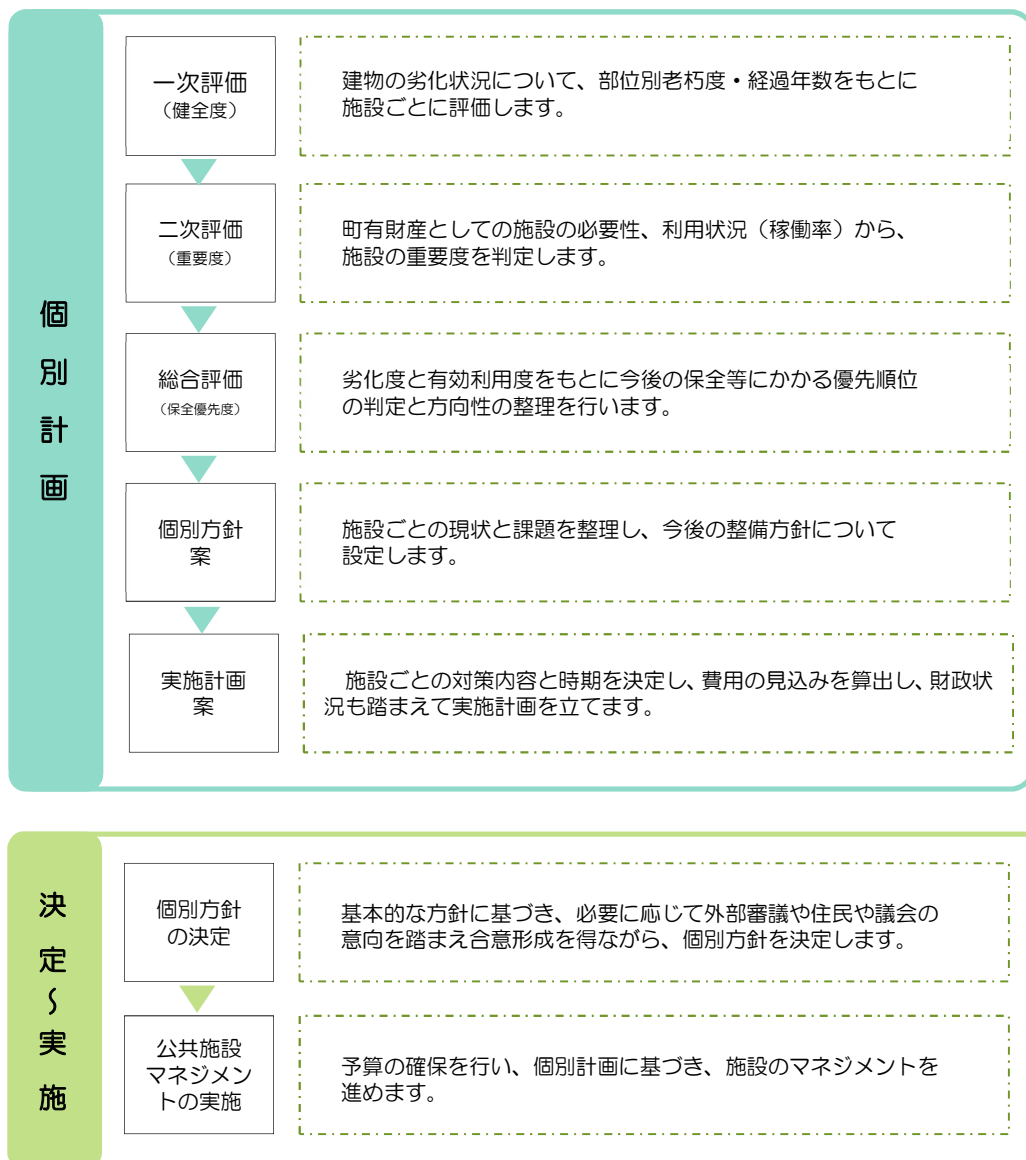 個別計画
一次評価
（健全度）
建物の劣化状況について、部位別老朽度・経過年数をもとに
施設ごとに評価します。
二次評価
（重要度）
町有財産としての施設の必要性、利用状況（稼働率）から、
施設の重要度を判定します。
総合評価
（保全優先度）
劣化度と有効利用度をもとに今後の保全等にかかる優先順位
の判定と方向性の整理を行います。
個別方針
案
施設ごとの現状と課題を整理し、今後の整備方針について
設定します。
実施計画
案
施設ごとの対策内容と時期を決定し、費用の見込みを算出し、財政状
況も踏まえて実施計画を立てます。
決定～実施
個別方針
の決定
基本的な方針に基づき、必要に応じて外部審議や住民や議会の
意向を踏まえ合意形成を得ながら、個別方針を決定します。
公共施設
マネジメン
トの実施
予算の確保を行い、個別計画に基づき、施設のマネジメントを
進めます。